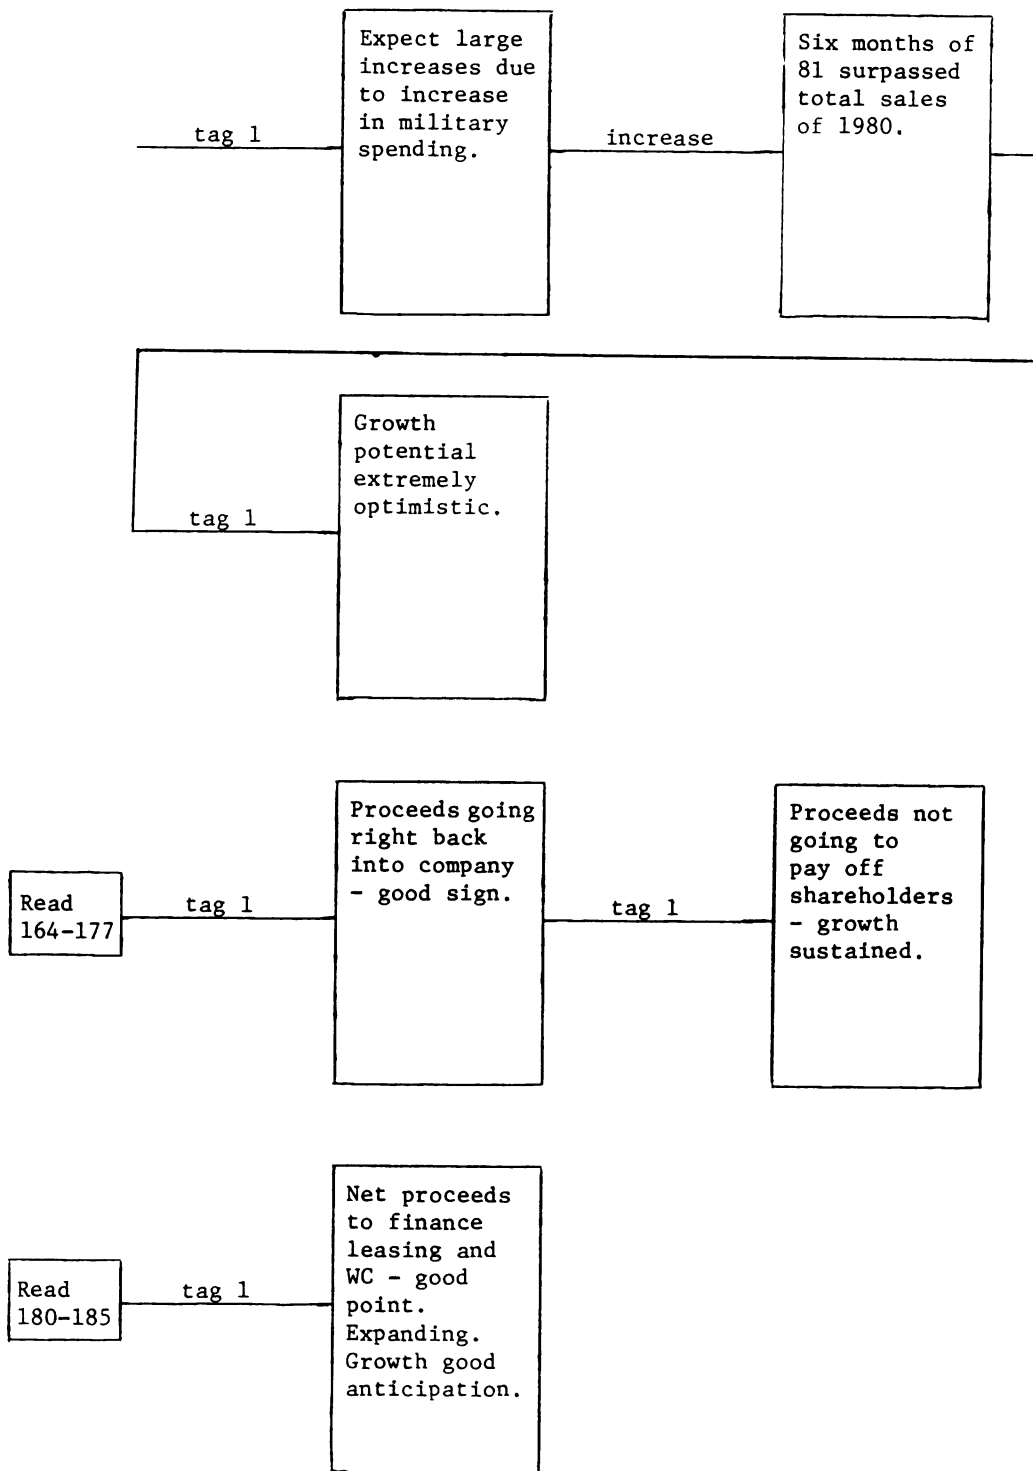 tag 1
Expect large
increases due
to increase
in military
spending.
increase
Six months of
81 surpassed
total sales
of 1980.
tag 1
Growth
potential
extremely
optimistic.
Read
164-177
tag 1
Proceeds going
right back
into company
- good sign.
tag 1
Proceeds not
going to
pay off
shareholders
- growth
sustained.
Read
180-185
tag 1
Net proceeds
to finance
leasing and
WC - good
point.
Expanding.
Growth good
anticipation.